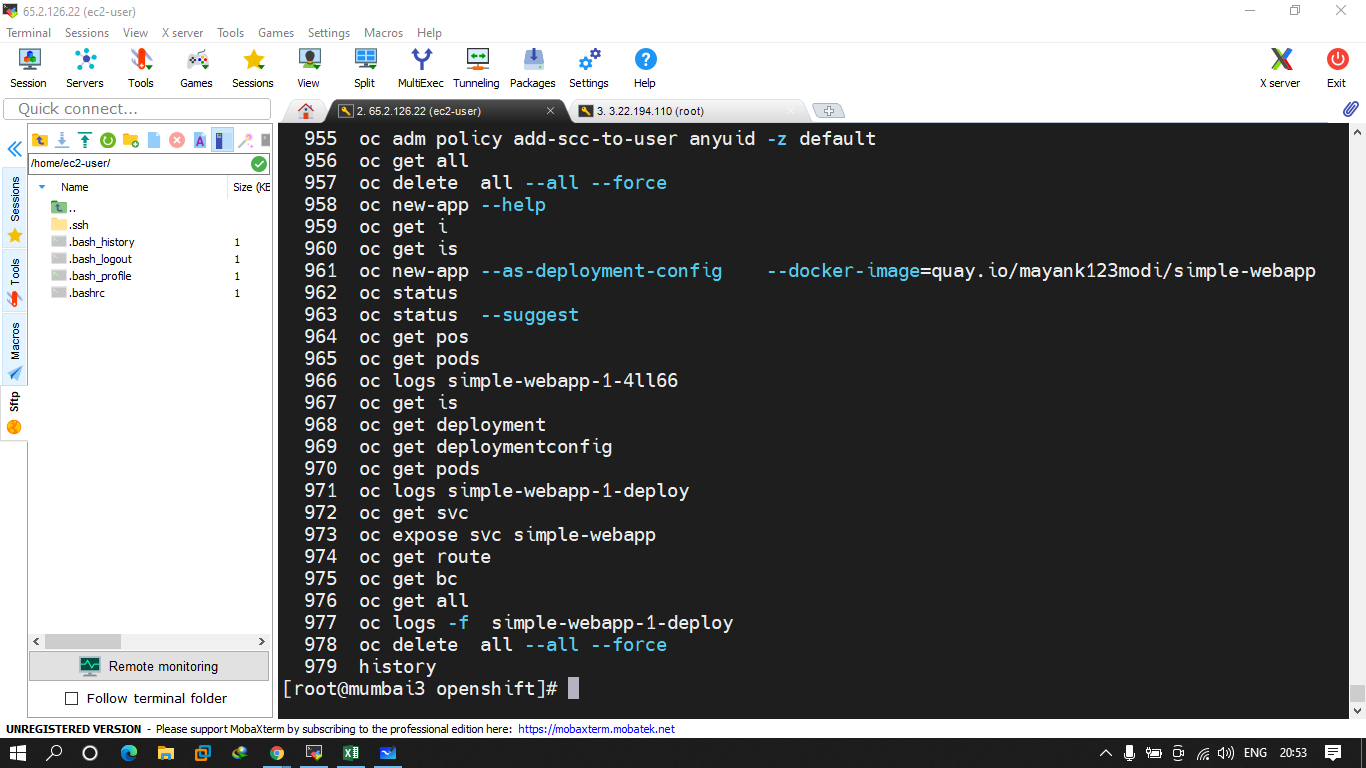 65.2.126.22 (ec2-user)
Terminal Sessions View X server Tools Games Settings Macros Help
Session Servers Tools Games Sessions View Split MultiExec Tunneling Packages Settings Help X server Exit
Quick connect...
2. 65.2.126.22 (ec2-user)
3. 3.22.194.110 (root)
/home/ec2-user/
Name Size (KB
..
.ssh
.bash_history 1
.bash_logout 1
.bash_profile 1
.bashrc 1
Sessions
Tools
Macros
Sftp
Remote monitoring
Follow terminal folder
955 oc adm policy add-scc-to-user anyuid -z default
956 oc get all
957 oc delete  all --all --force
958 oc new-app --help
959 oc get i
960 oc get is
961 oc new-app --as-deployment-config    --docker-image=quay.io/mayank123modi/simple-webapp
962 oc status
963 oc status  --suggest
964 oc get pos
965 oc get pods
966 oc logs simple-webapp-1-4ll66
967 oc get is
968 oc get deployment
969 oc get deploymentconfig
970 oc get pods
971 oc logs simple-webapp-1-deploy
972 oc get svc
973 oc expose svc simple-webapp
974 oc get route
975 oc get bc
976 oc get all
977 oc logs -f  simple-webapp-1-deploy
978 oc delete  all --all --force
979 history
[root@mumbai3 openshift]#
UNREGISTERED VERSION - Please support MobaXterm by subscribing to the professional edition here: https://mobaxterm.mobatek.net
ENG 20:53